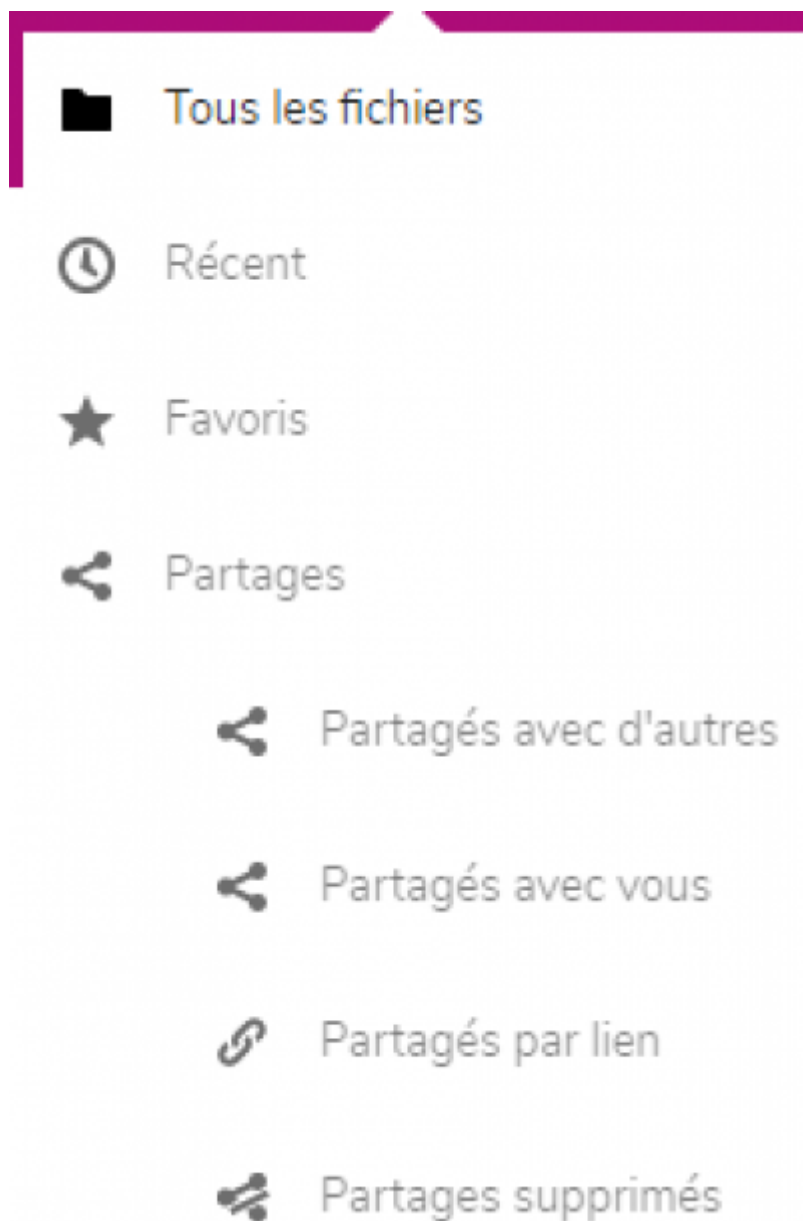 Tous les fichiers
Récent
Favoris
Partages
Partagés avec d'autres
Partagés avec vous
Partagés par lien
Partages supprimés